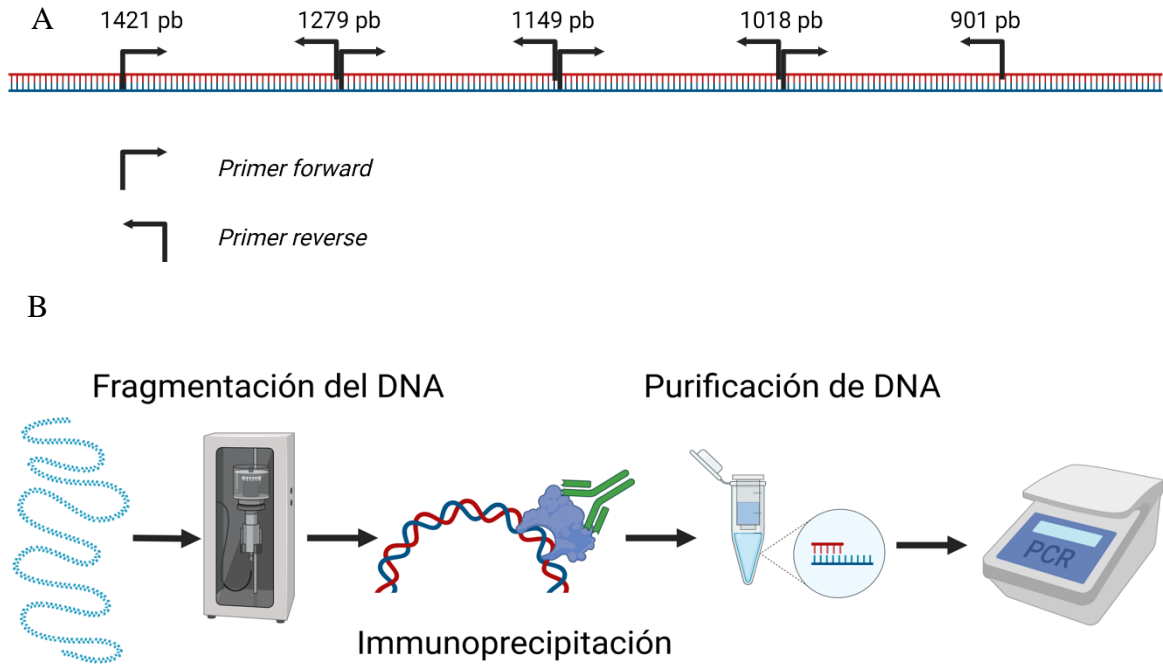 A
1421 pb 1279 pb 1149 pb 1018 pb 901 pb
Primer forward
Primer reverse
B
Fragmentación del DNA Purificación de DNA
PCR
Immunoprecipitación